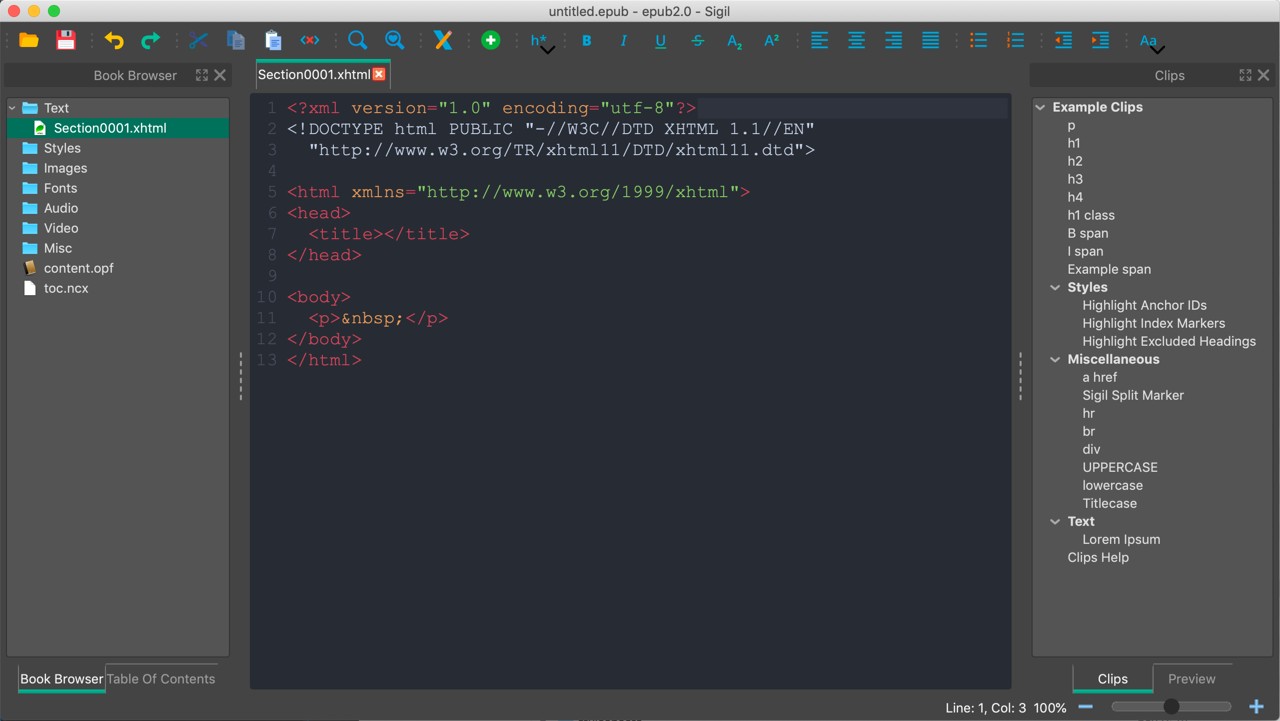 untitled.epub - epub2.0 - Sigil
h*
B
I
U
S
A2
A2
Aa
Book Browser
Section0001.xhtml
Clips
Text
Section0001.xhtml
Styles
Images
Fonts
Audio
Video
Misc
content.opf
toc.ncx
1 <?xml version="1.0" encoding="utf-8"?>
2 <!DOCTYPE html PUBLIC "-//W3C//DTD XHTML 1.1//EN"
3   "http://www.w3.org/TR/xhtml11/DTD/xhtml11.dtd">
4
5 <html xmlns="http://www.w3.org/1999/xhtml">
6 <head>
7   <title></title>
8 </head>
9
10 <body>
11   <p>&nbsp;</p>
12 </body>
13 </html>
Example Clips
p
h1
h2
h3
h4
h1 class
B span
I span
Example span
Styles
Highlight Anchor IDs
Highlight Index Markers
Highlight Excluded Headings
Miscellaneous
a href
Sigil Split Marker
hr
br
div
UPPERCASE
lowercase
Titlecase
Text
Lorem Ipsum
Clips Help
Book Browser
Table Of Contents
Clips
Preview
Line: 1, Col: 3 100%